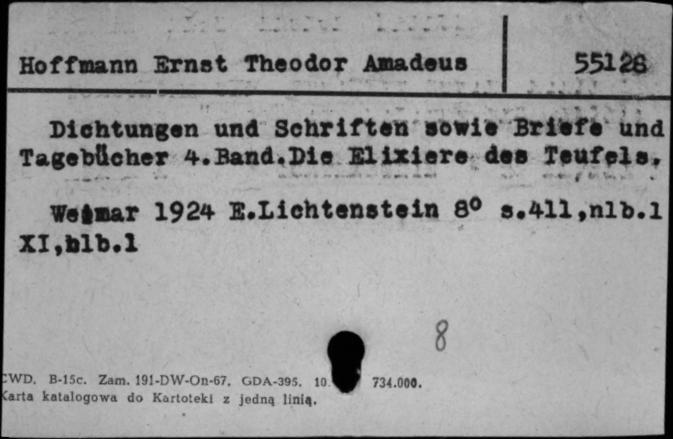 Hoffmann Ernst Theodor Amadeus 55126
Dichtungen und Schriften sowie Briefe und
Tagebücher 4.Band.Die Elixiere des Teufels.
Weimar 1924 E.Lichtenstein 8° s.411,nlb.1
XI,hlb.1
8
CWD. B-15c. Zam. 191-DW-On-67. GDA-395. 10. 734.000.
Karta katalogowa do Kartoteki z jedną linią.